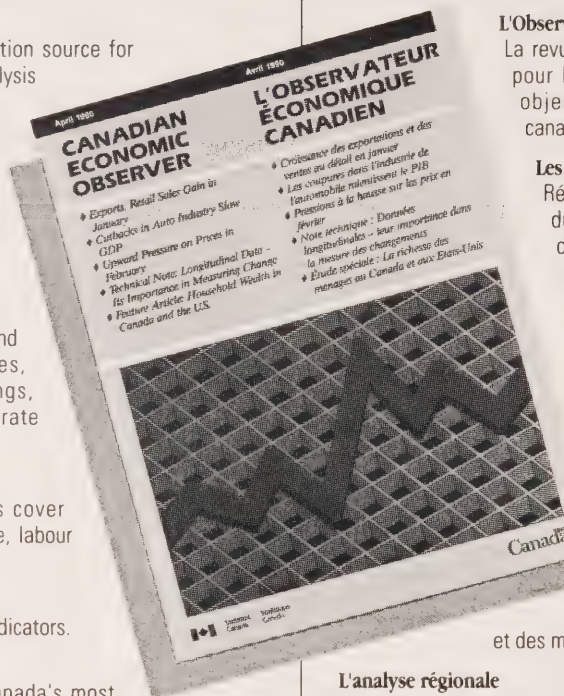 tion source for
lysis
nd
es,
ngs,
rate
s cover
e, labour
dicators.
nada's most
April 1990
CANADIAN
ECONOMIC
OBSERVER
♦ Exports, Retail Sales Gain in
January
♦ Cutbacks in Auto Industry Slow
GDP
♦ Upward Pressure on Prices in
February
♦ Technical Note: Longitudinal Data -
Its Importance in Measuring Change
♦ Feature Article: Household Wealth in
Canada and the U.S.
Avril 1990
L'OBSERVATEUR
ÉCONOMIQUE
CANADIEN
♦ Croissance des exportations et des
ventes au détail en janvier
♦ Les coupures dans l'industrie de
l'automobile ralentissent le PIB
♦ Pressions à la hausse sur les prix en
février
♦ Note technique : Données
longitudinales - leur importance dans
la mesure des changements
♦ Étude spéciale : La richesse des
ménages au Canada et aux États-Unis
Statistics Canada
Statistique Canada
Canada
L'Observ
La revu
pour l
obje
cana
Les
Ré
du
c
et des m
L'analyse régionale